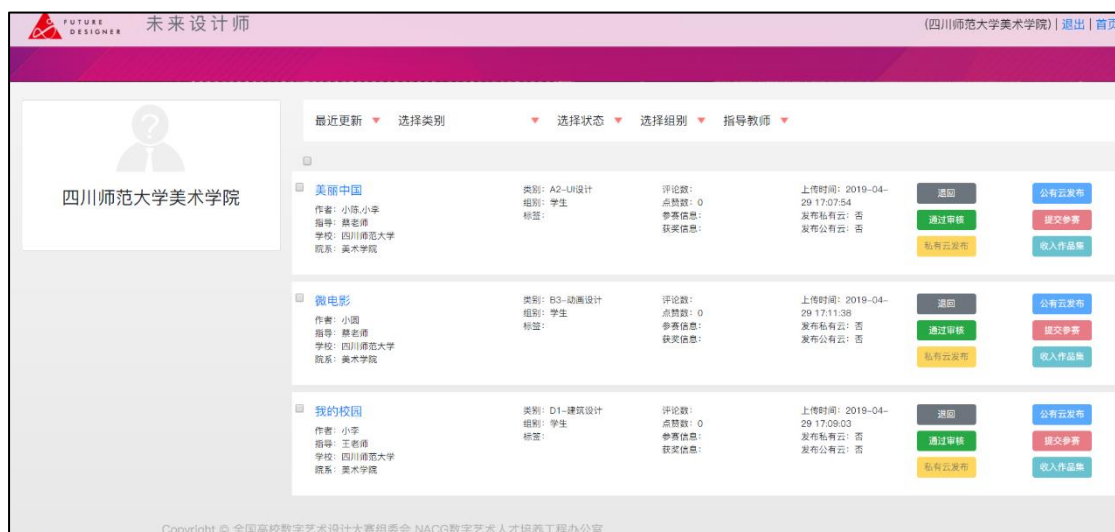 FUTURE
DESIGNER
未来设计师
(四川师范大学美术学院) | 退出 | 首页
四川师范大学美术学院
最近更新 选择类别 选择状态 选择组别 指导教师
美丽中国
作者：小陈,小李
指导：蔡老师
学校：四川师范大学
院系：美术学院
类别：A2-UI设计
组别：学生
标签：
评论数：
点赞数：0
参赛信息：
获奖信息：
上传时间：2019-04-
29 17:07:54
发布私有云：否
发布公有云：否
退回
通过审核
私有云发布
公有云发布
提交参赛
收入作品集
微电影
作者：小圆
指导：蔡老师
学校：四川师范大学
院系：美术学院
类别：B3-动画设计
组别：学生
标签：
评论数：
点赞数：0
参赛信息：
获奖信息：
上传时间：2019-04-
29 17:11:38
发布私有云：否
发布公有云：否
退回
通过审核
私有云发布
公有云发布
提交参赛
收入作品集
我的校园
作者：小李
指导：王老师
学校：四川师范大学
院系：美术学院
类别：D1-建筑设计
组别：学生
标签：
评论数：
点赞数：0
参赛信息：
获奖信息：
上传时间：2019-04-
29 17:09:03
发布私有云：否
发布公有云：否
退回
通过审核
私有云发布
公有云发布
提交参赛
收入作品集
Copyright © 全国高校数字艺术设计大赛组委会 NACG数字艺术人才培养工程办公室